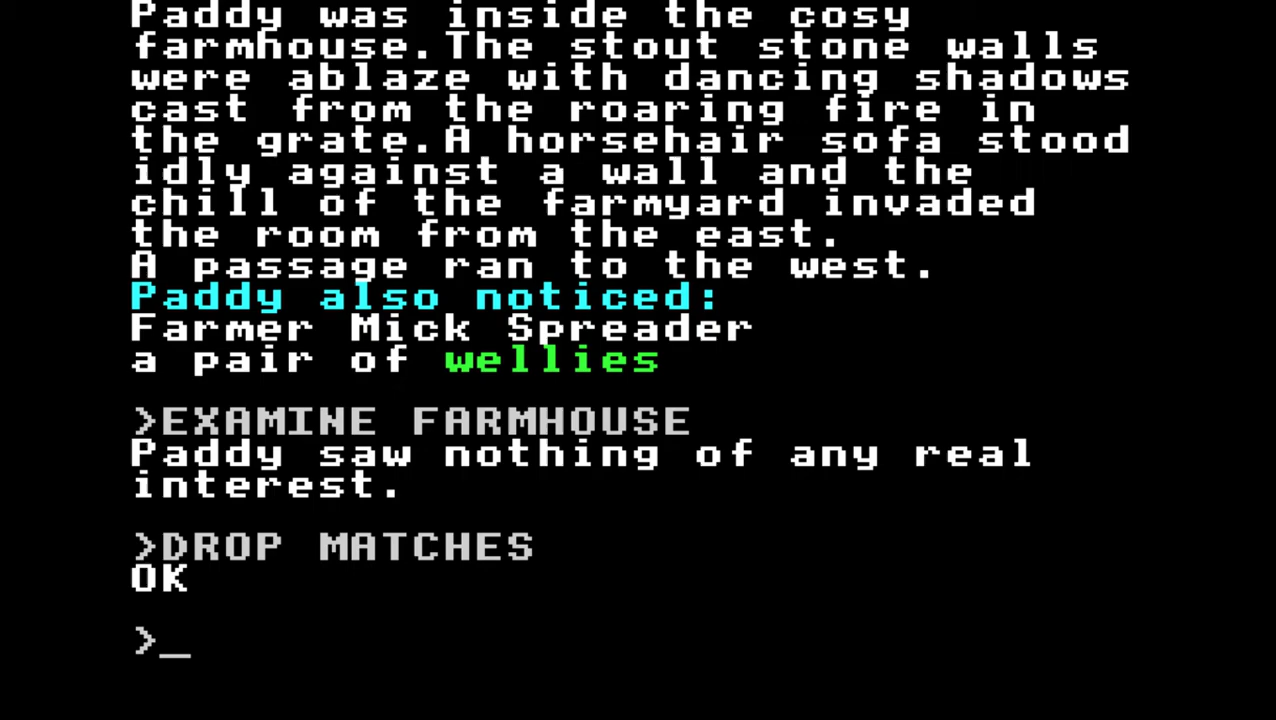 Paddy was inside the cosy
farmhouse.The stout stone walls
were ablaze with dancing shadows
cast from the roaring fire in
the grate.A horsehair sofa stood
idly against a wall and the
chill of the farmyard invaded
the room from the east.
A passage ran to the west.
Paddy also noticed:
Farmer Mick Spreader
a pair of wellies
>EXAMINE FARMHOUSE
Paddy saw nothing of any real
interest.
>DROP MATCHES
OK
>_